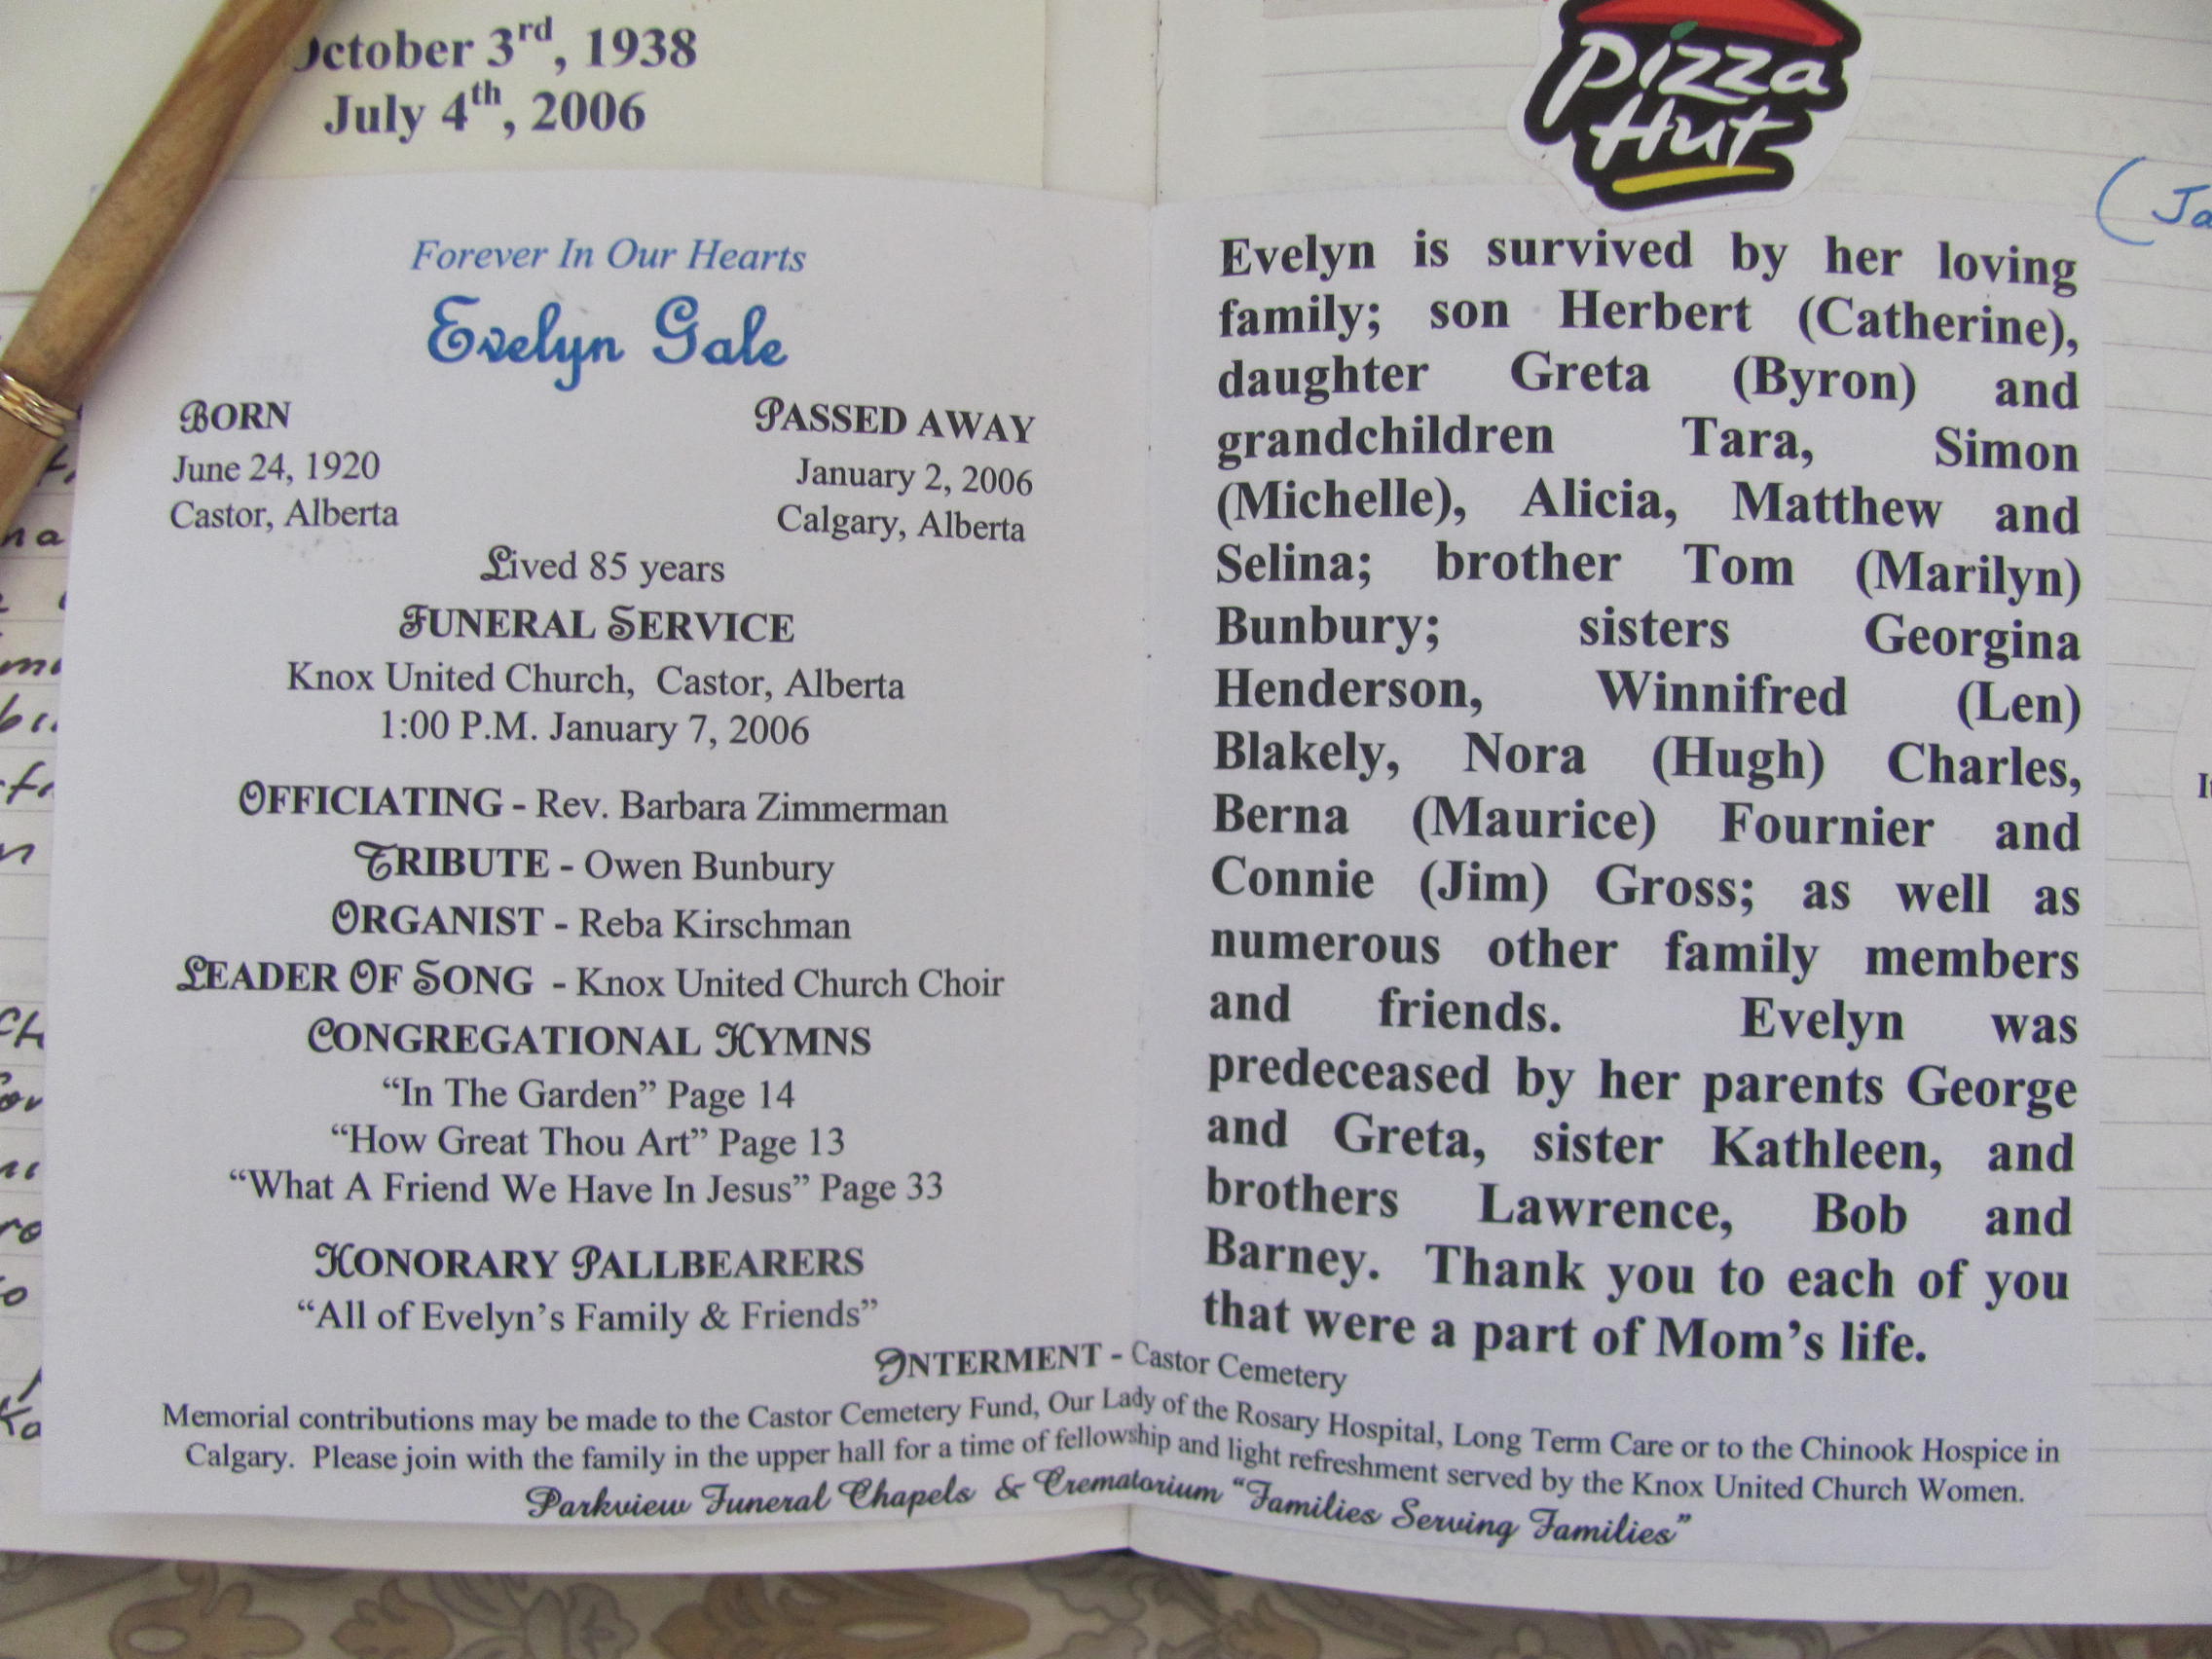 October 3rd, 1938
July 4th, 2006
Pizza
Hut
Forever In Our Hearts
Evelyn Gale
BORN
June 24, 1920
Castor, Alberta
PASSED AWAY
January 2, 2006
Calgary, Alberta
Lived 85 years
FUNERAL SERVICE
Knox United Church, Castor, Alberta
1:00 P.M. January 7, 2006
OFFICIATING - Rev. Barbara Zimmerman
TRIBUTE - Owen Bunbury
ORGANIST - Reba Kirschman
LEADER OF SONG - Knox United Church Choir
CONGREGATIONAL HYMNS
“In The Garden” Page 14
“How Great Thou Art” Page 13
“What A Friend We Have In Jesus” Page 33
HONORARY PALLBEARERS
“All of Evelyn’s Family & Friends”
Evelyn is survived by her loving
family; son Herbert (Catherine),
daughter Greta (Byron) and
grandchildren Tara, Simon
(Michelle), Alicia, Matthew and
Selina; brother Tom (Marilyn)
Bunbury; sisters Georgina
Henderson, Winnifred (Len)
Blakely, Nora (Hugh) Charles,
Berna (Maurice) Fournier and
Connie (Jim) Gross; as well as
numerous other family members
and friends. Evelyn was
predeceased by her parents George
and Greta, sister Kathleen, and
brothers Lawrence, Bob and
Barney. Thank you to each of you
that were a part of Mom’s life.
INTERMENT - Castor Cemetery
Memorial contributions may be made to the Castor Cemetery Fund, Our Lady of the Rosary Hospital, Long Term Care or to the Chinook Hospice in
Calgary. Please join with the family in the upper hall for a time of fellowship and light refreshment served by the Knox United Church Women.
Parkview Funeral Chapels & Crematorium “Families Serving Families”